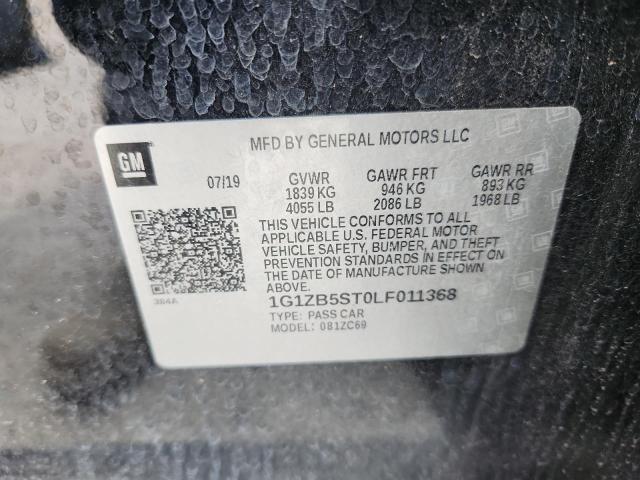 GM
MFD BY GENERAL MOTORS LLC
07/19 GVWR GAWR FRT GAWR RR
1839 KG 946 KG 893 KG
4055 LB 2086 LB 1968 LB
THIS VEHICLE CONFORMS TO ALL
APPLICABLE U.S. FEDERAL MOTOR
VEHICLE SAFETY, BUMPER, AND THEFT
PREVENTION STANDARDS IN EFFECT ON
THE DATE OF MANUFACTURE SHOWN
ABOVE.
384A 1G1ZB5ST0LF011368
TYPE: PASS CAR
MODEL: 081ZC69